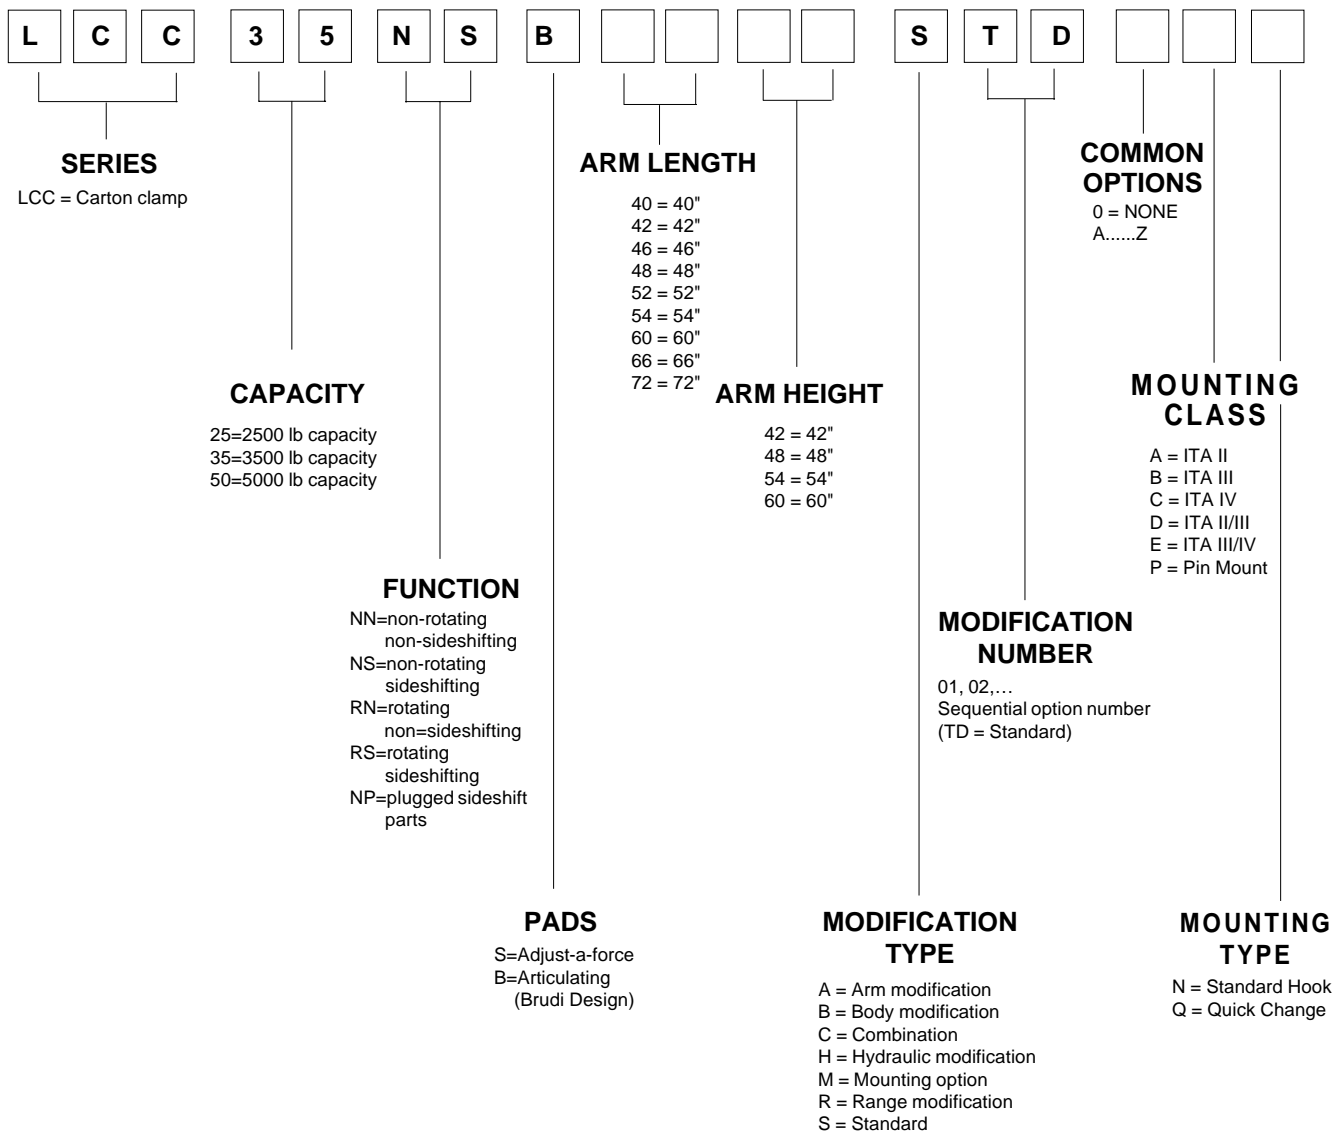 L C C 3 5 N S B S T D
SERIES
LCC = Carton clamp
CAPACITY
25=2500 lb capacity
35=3500 lb capacity
50=5000 lb capacity
FUNCTION
NN=non-rotating
non-sideshifting
NS=non-rotating
sideshifting
RN=rotating
non=sideshifting
RS=rotating
sideshifting
NP=plugged sideshift
parts
PADS
S=Adjust-a-force
B=Articulating
(Brudi Design)
ARM LENGTH
40 = 40"
42 = 42"
46 = 46"
48 = 48"
52 = 52"
54 = 54"
60 = 60"
66 = 66"
72 = 72"
ARM HEIGHT
42 = 42"
48 = 48"
54 = 54"
60 = 60"
MODIFICATION
TYPE
A = Arm modification
B = Body modification
C = Combination
H = Hydraulic modification
M = Mounting option
R = Range modification
S = Standard
MODIFICATION
NUMBER
01, 02,…
Sequential option number
(TD = Standard)
COMMON
OPTIONS
0 = NONE
A......Z
MOUNTING
CLASS
A = ITA II
B = ITA III
C = ITA IV
D = ITA II/III
E = ITA III/IV
P = Pin Mount
MOUNTING
TYPE
N = Standard Hook
Q = Quick Change